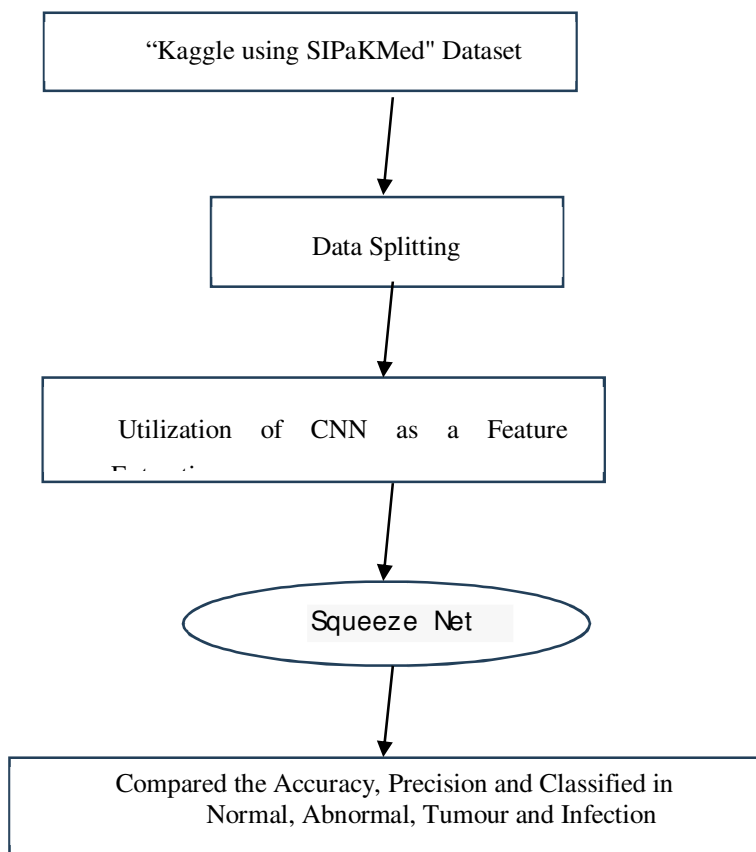 “Kaggle using SIPaKMed" Dataset
Data Splitting
Utilization of CNN as a Feature
Squeeze Net
Compared the Accuracy, Precision and Classified in
Normal, Abnormal, Tumour and Infection